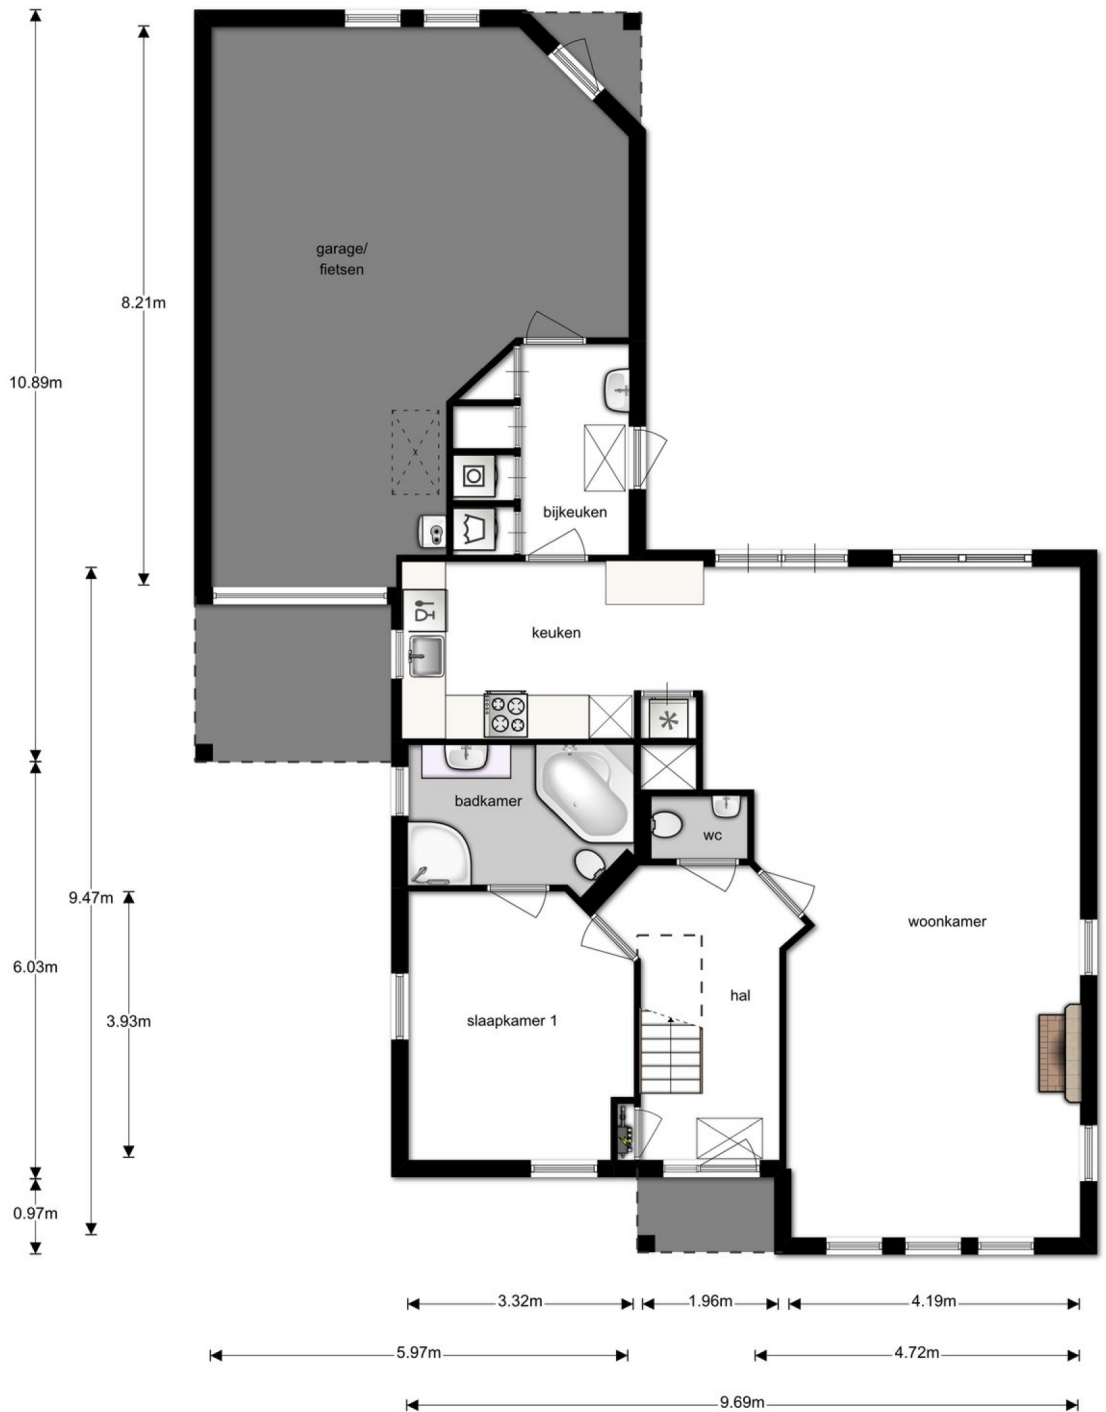 garage/
fietsen
8.21m
10.89m
bijkeuken
keuken
badkamer
wc
9.47m
woonkamer
6.03m
hal
slaapkamer 1
3.93m
0.97m
3.32m
1.96m
4.19m
5.97m
4.72m
9.69m